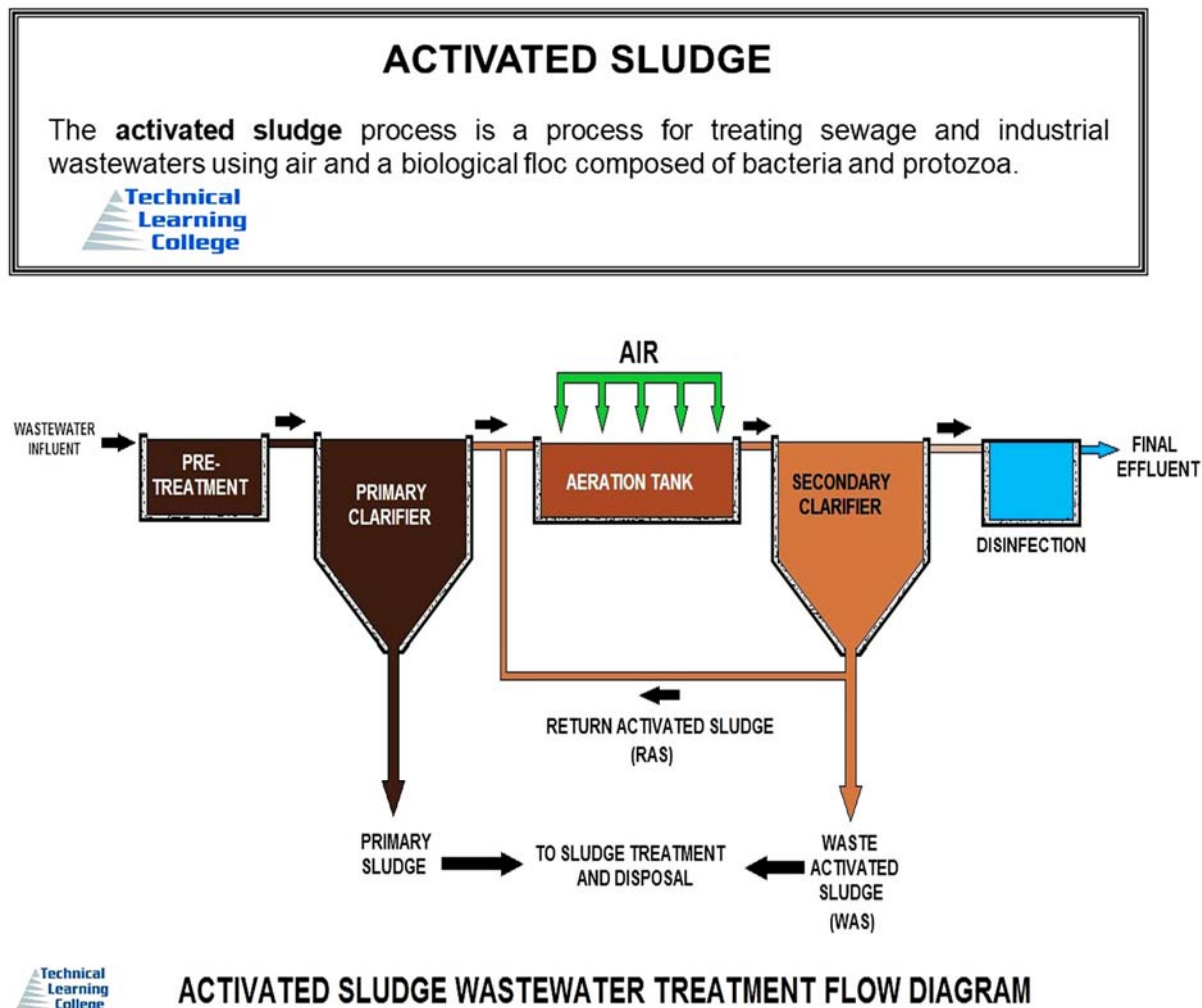 ACTIVATED SLUDGE
The activated sludge process is a process for treating sewage and industrial
wastewaters using air and a biological floc composed of bacteria and protozoa.
Technical
Learning
College
AIR
WASTEWATER
INFLUENT
PRE-
TREATMENT
PRIMARY
CLARIFIER
AERATION TANK
SECONDARY
CLARIFIER
DISINFECTION
FINAL
EFFLUENT
RETURN ACTIVATED SLUDGE
(RAS)
PRIMARY
SLUDGE
TO SLUDGE TREATMENT
AND DISPOSAL
WASTE
ACTIVATED
SLUDGE
(WAS)
Technical
Learning
College
ACTIVATED SLUDGE WASTEWATER TREATMENT FLOW DIAGRAM